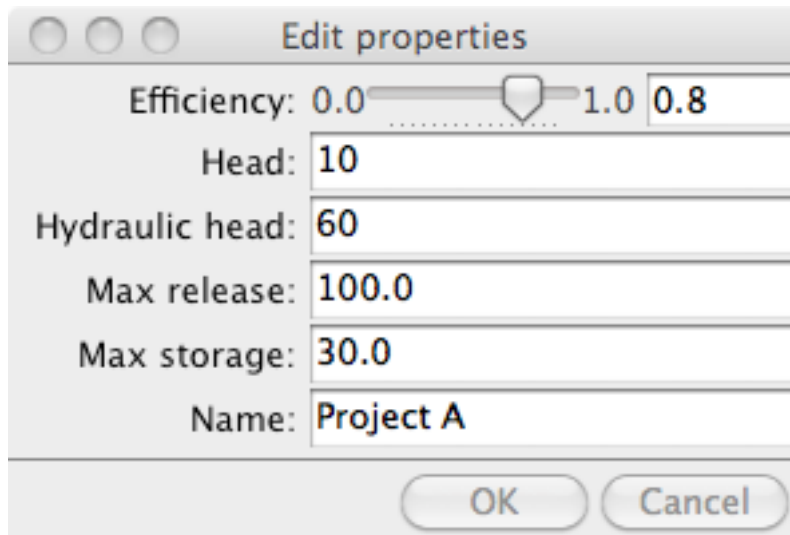 Edit properties
Efficiency: 0.0 1.0 0.8
Head: 10
Hydraulic head: 60
Max release: 100.0
Max storage: 30.0
Name: Project A
OK Cancel